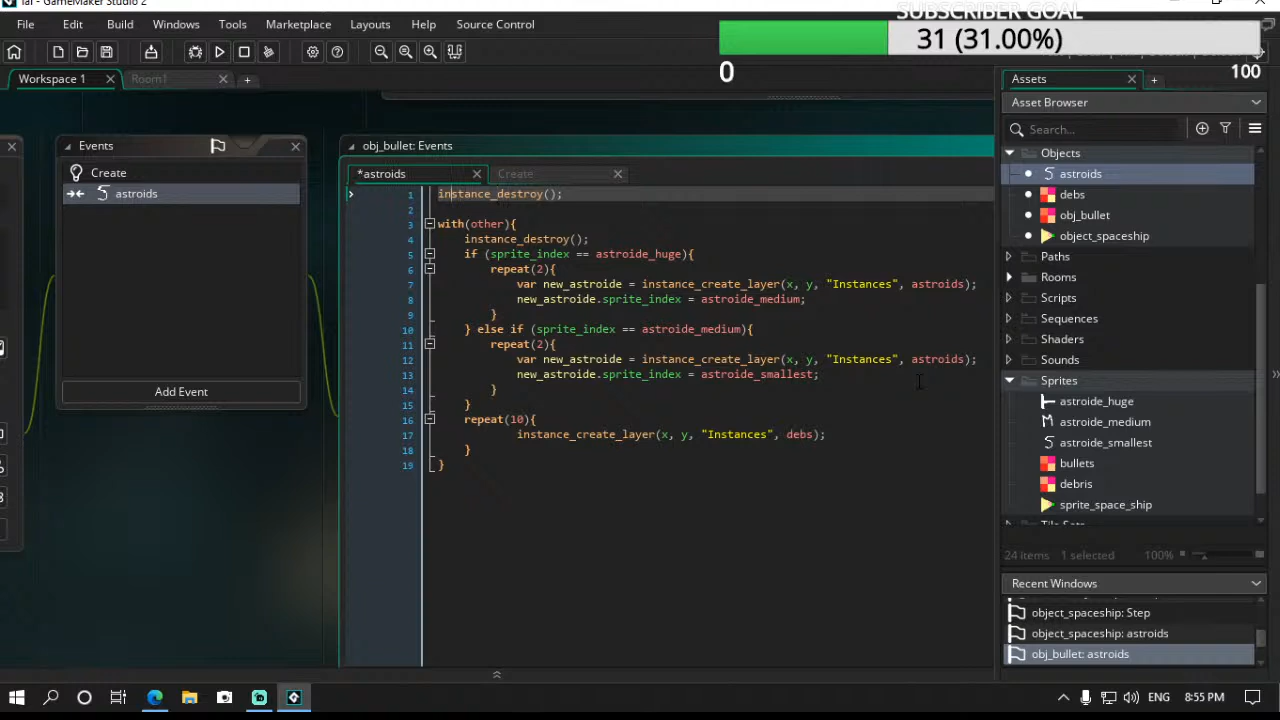 GameMaker Studio 2
SUBSCRIBER GOAL
File Edit Build Windows Tools Marketplace Layouts Help Source Control
31 (31.00%)
0
100
Workspace 1
Room1
Assets
Asset Browser
Search...
Events
Create
astroids
Add Event
obj_bullet: Events
*astroids
Create
1 instance_destroy();
2
3 with(other){
4 instance_destroy();
5 if (sprite_index == astroide_huge){
6 repeat(2){
7 var new_astroide = instance_create_layer(x, y, "Instances", astroids);
8 new_astroide.sprite_index = astroide_medium;
9 }
10 } else if (sprite_index == astroide_medium){
11 repeat(2){
12 var new_astroide = instance_create_layer(x, y, "Instances", astroids);
13 new_astroide.sprite_index = astroide_smallest;
14 }
15 }
16 repeat(10){
17 instance_create_layer(x, y, "Instances", debs);
18 }
19 }
Objects
astroids
debs
obj_bullet
object_spaceship
Paths
Rooms
Scripts
Sequences
Shaders
Sounds
Sprites
astroide_huge
astroide_medium
astroide_smallest
bullets
debris
sprite_space_ship
Tile Sets
24 items 1 selected 100%
Recent Windows
object_spaceship: Step
object_spaceship: astroids
obj_bullet: astroids
ENG 8:55 PM